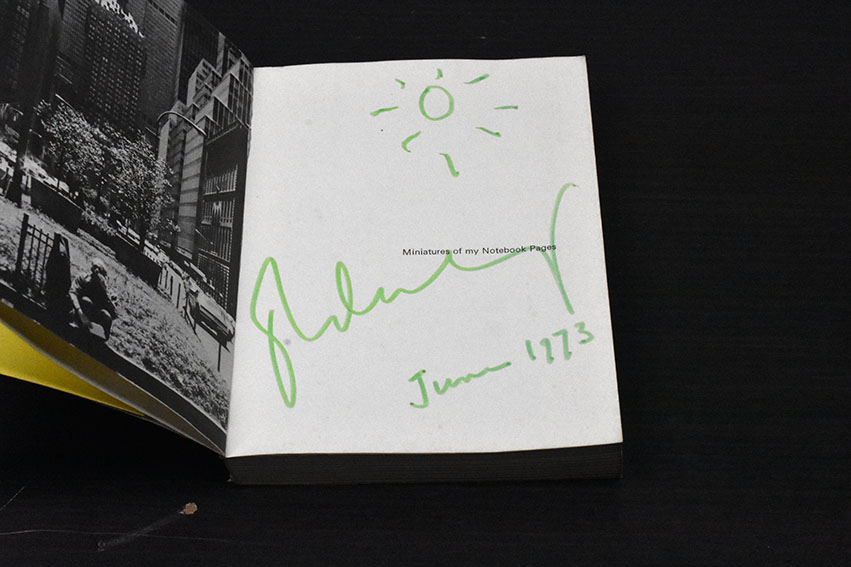 Miniatures of my Notebook Pages
June 1973